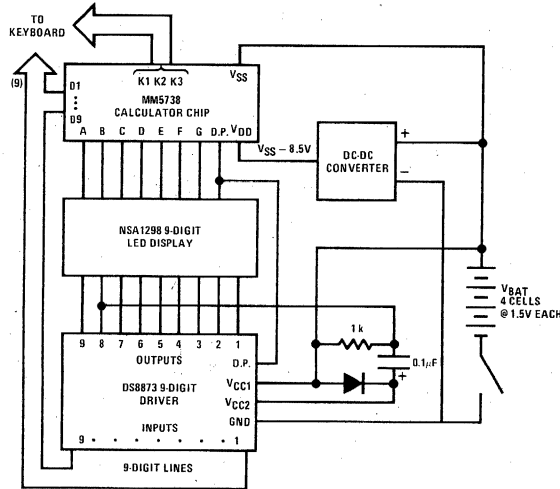 TO
KEYBOARD
(9)
K1 K2 K3
VSS
D1
MM5738
CALCULATOR CHIP
D9
A B C D E F G D.P. VDD
VSS – 8.5V
DC-DC
CONVERTER
+
–
NSA1298 9-DIGIT
LED DISPLAY
VBAT
4 CELLS
@ 1.5V EACH
1 k
0.1μF
+
9 8 7 6 5 4 3 2 1
OUTPUTS
D.P.
DS8873 9-DIGIT
DRIVER
VCC1
VCC2
GND
INPUTS
9 • • • • • • • 1
9-DIGIT LINES